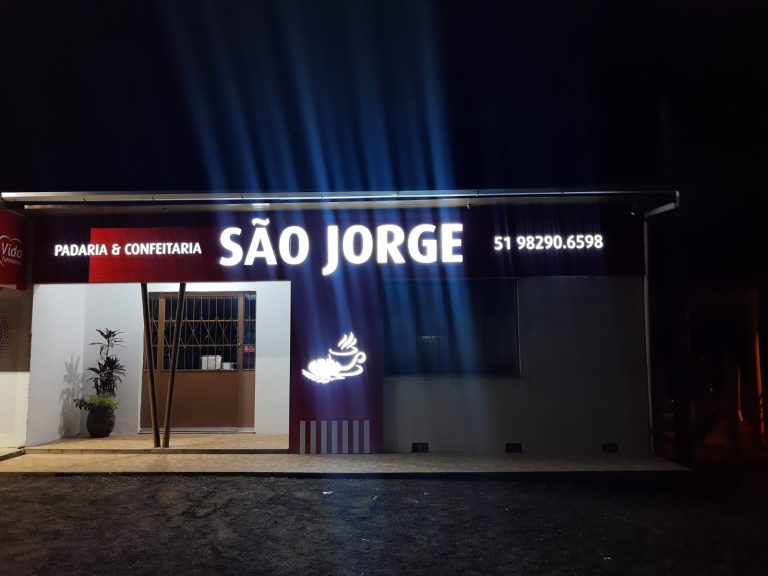 Vida
PADARIA & CONFEITARIA
SÃO JORGE
51 98290.6598